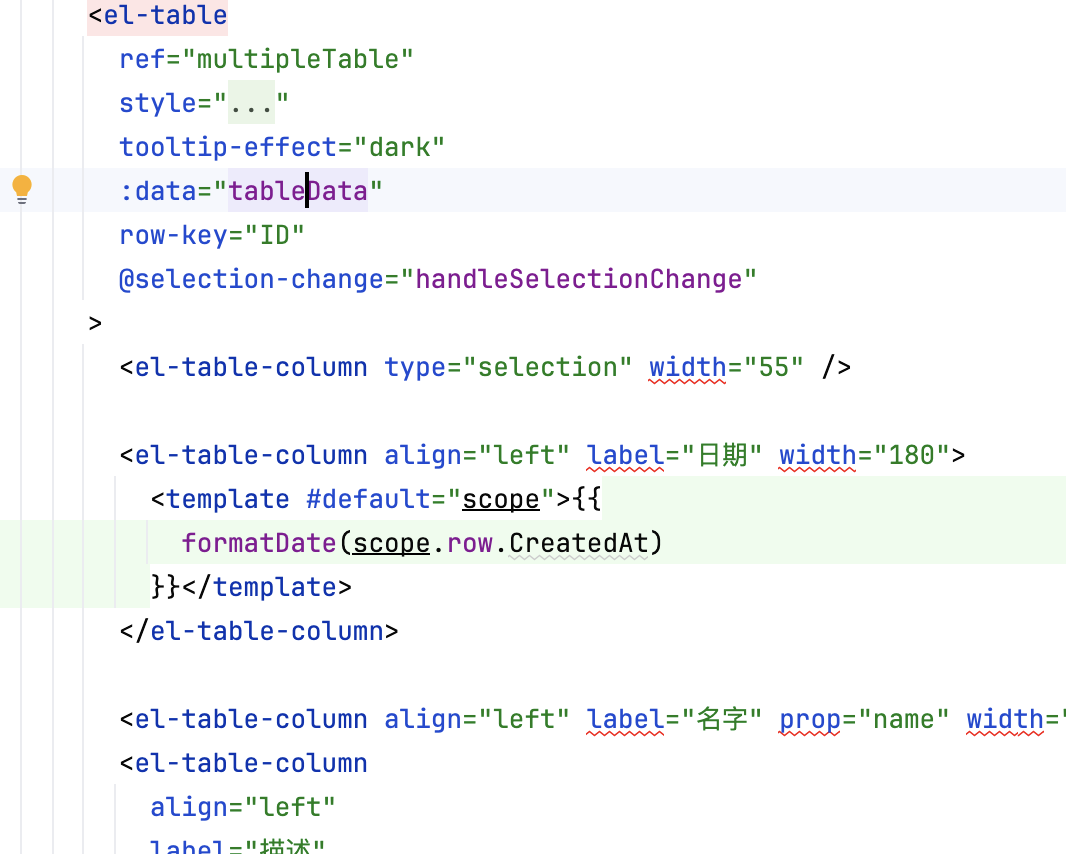 <el-table
ref="multipleTable"
style="..."
tooltip-effect="dark"
:data="tableData"
row-key="ID"
@selection-change="handleSelectionChange"
>
<el-table-column type="selection" width="55" />
<el-table-column align="left" label="日期" width="180">
<template #default="scope">{{
formatDate(scope.row.CreatedAt)
}}</template>
</el-table-column>
<el-table-column align="left" label="名字" prop="name" width="
<el-table-column
align="left"
label="描述"